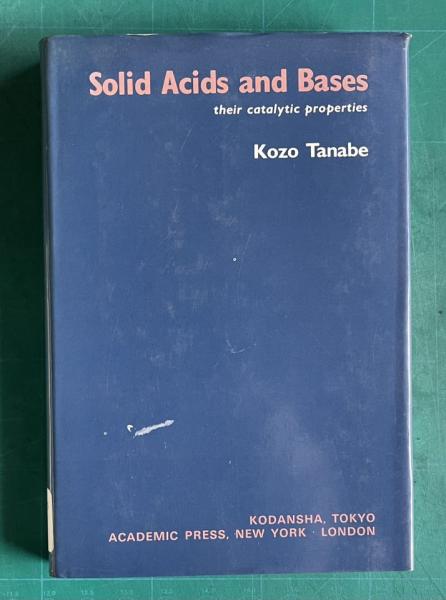 Solid Acids and Bases
their catalytic properties
Kozo Tanabe
KODANSHA, TOKYO
ACADEMIC PRESS, NEW YORK · LONDON